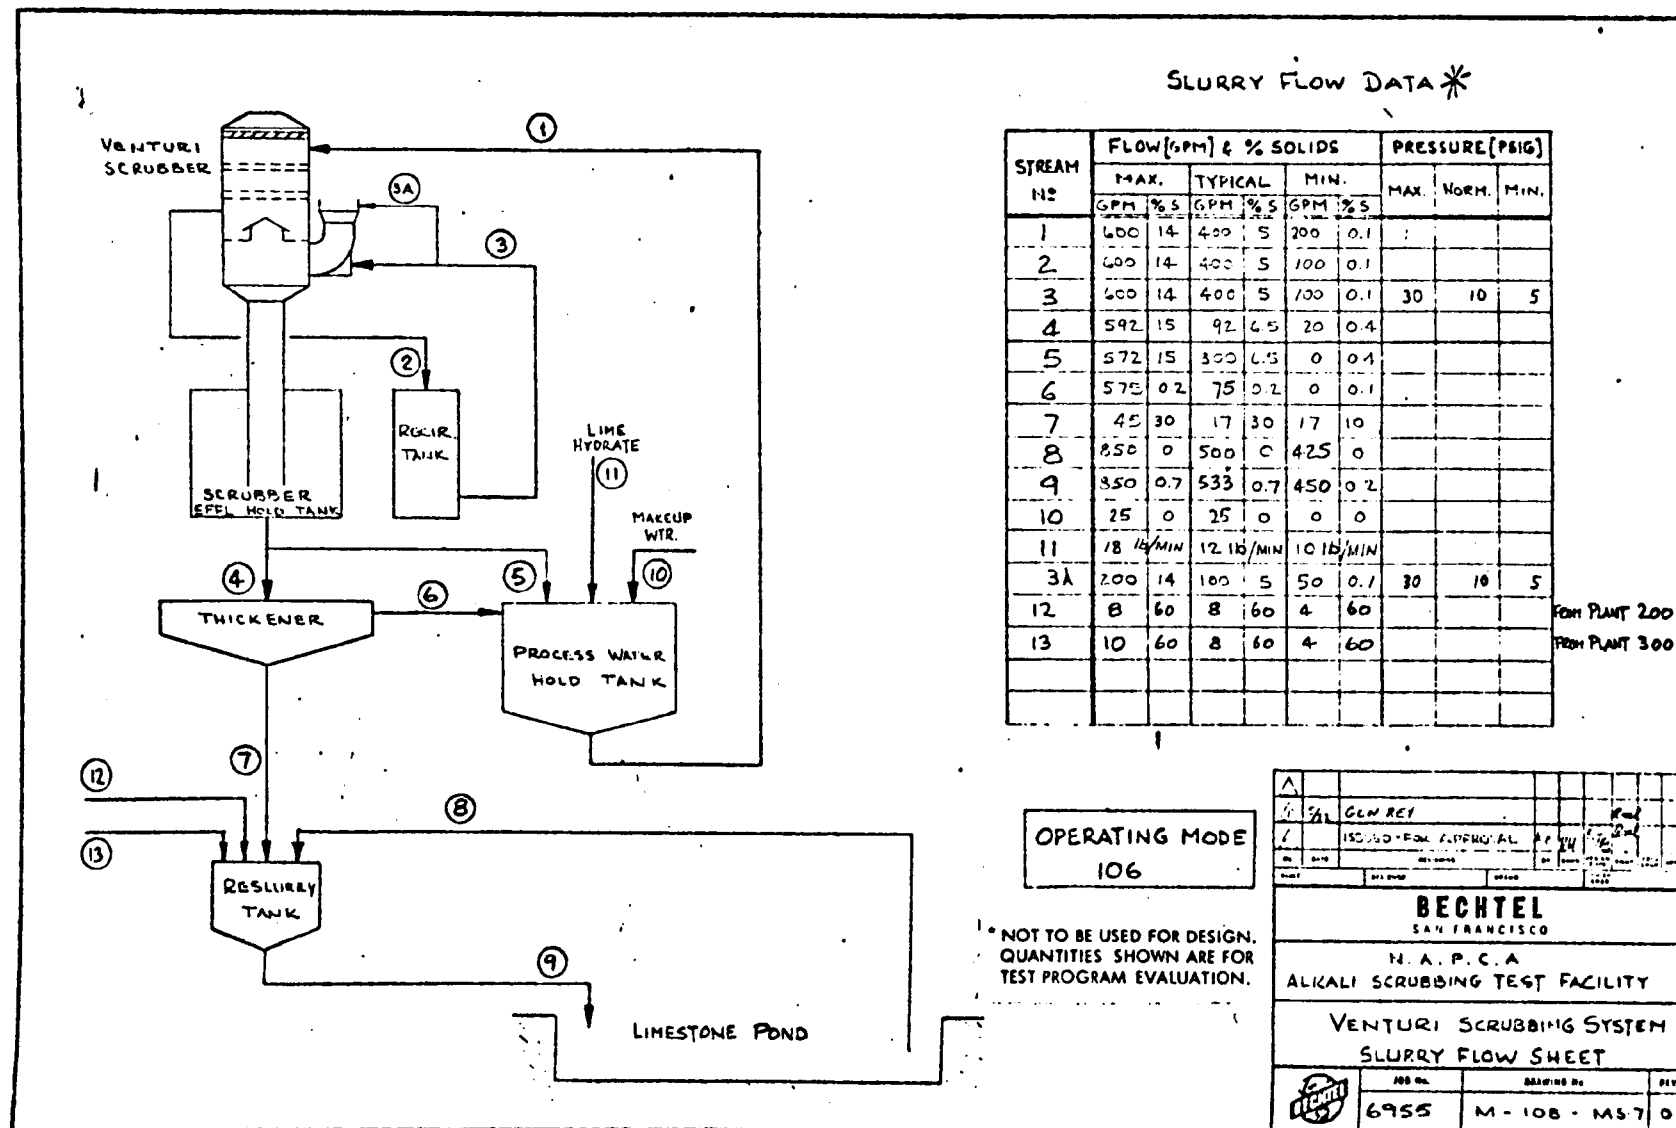 SLURRY FLOW DATA *
VENTURI
SCRUBBER
1
3A
3
2
RECIR.
TANK
LIME
HYDRATE
11
SCRUBBER
EFFL HOLD TANK
MAKEUP
WTR.
4
5
10
6
THICKENER
PROCESS WATER
HOLD TANK
7
12
8
13
RESLURRY
TANK
9
LIMESTONE POND
STREAM Nº FLOW [GPM] & % SOLIDS PRESSURE [PSIG]
MAX. TYPICAL MIN. MAX. NORM. MIN.
GPM % S GPM % S GPM % S
1 600 14 400 5 200 0.1
2 600 14 400 5 100 0.1
3 600 14 400 5 100 0.1 30 10 5
4 592 15 92 6.5 20 0.4
5 572 15 300 6.5 0 0.4
6 575 0.2 75 0.2 0 0.1
7 45 30 17 30 17 10
8 850 0 500 0 425 0
9 850 0.7 533 0.7 450 0.2
10 25 0 25 0 0 0
11 18 lb/MIN 12 lb/MIN 10 lb/MIN
3A 200 14 100 5 50 0.1 30 10 5
12 8 60 8 60 4 60 FROM PLANT 200
13 10 60 8 60 4 60 FROM PLANT 300
OPERATING MODE
106
* NOT TO BE USED FOR DESIGN.
QUANTITIES SHOWN ARE FOR
TEST PROGRAM EVALUATION.
GEN REV
ISSUED FOR APPROVAL
BECHTEL
SAN FRANCISCO
N. A. P. C. A
ALKALI SCRUBBING TEST FACILITY
VENTURI SCRUBBING SYSTEM
SLURRY FLOW SHEET
JOB No. DRAWING No. REV
BECHTEL 6955 M - 108 - MS-7 0